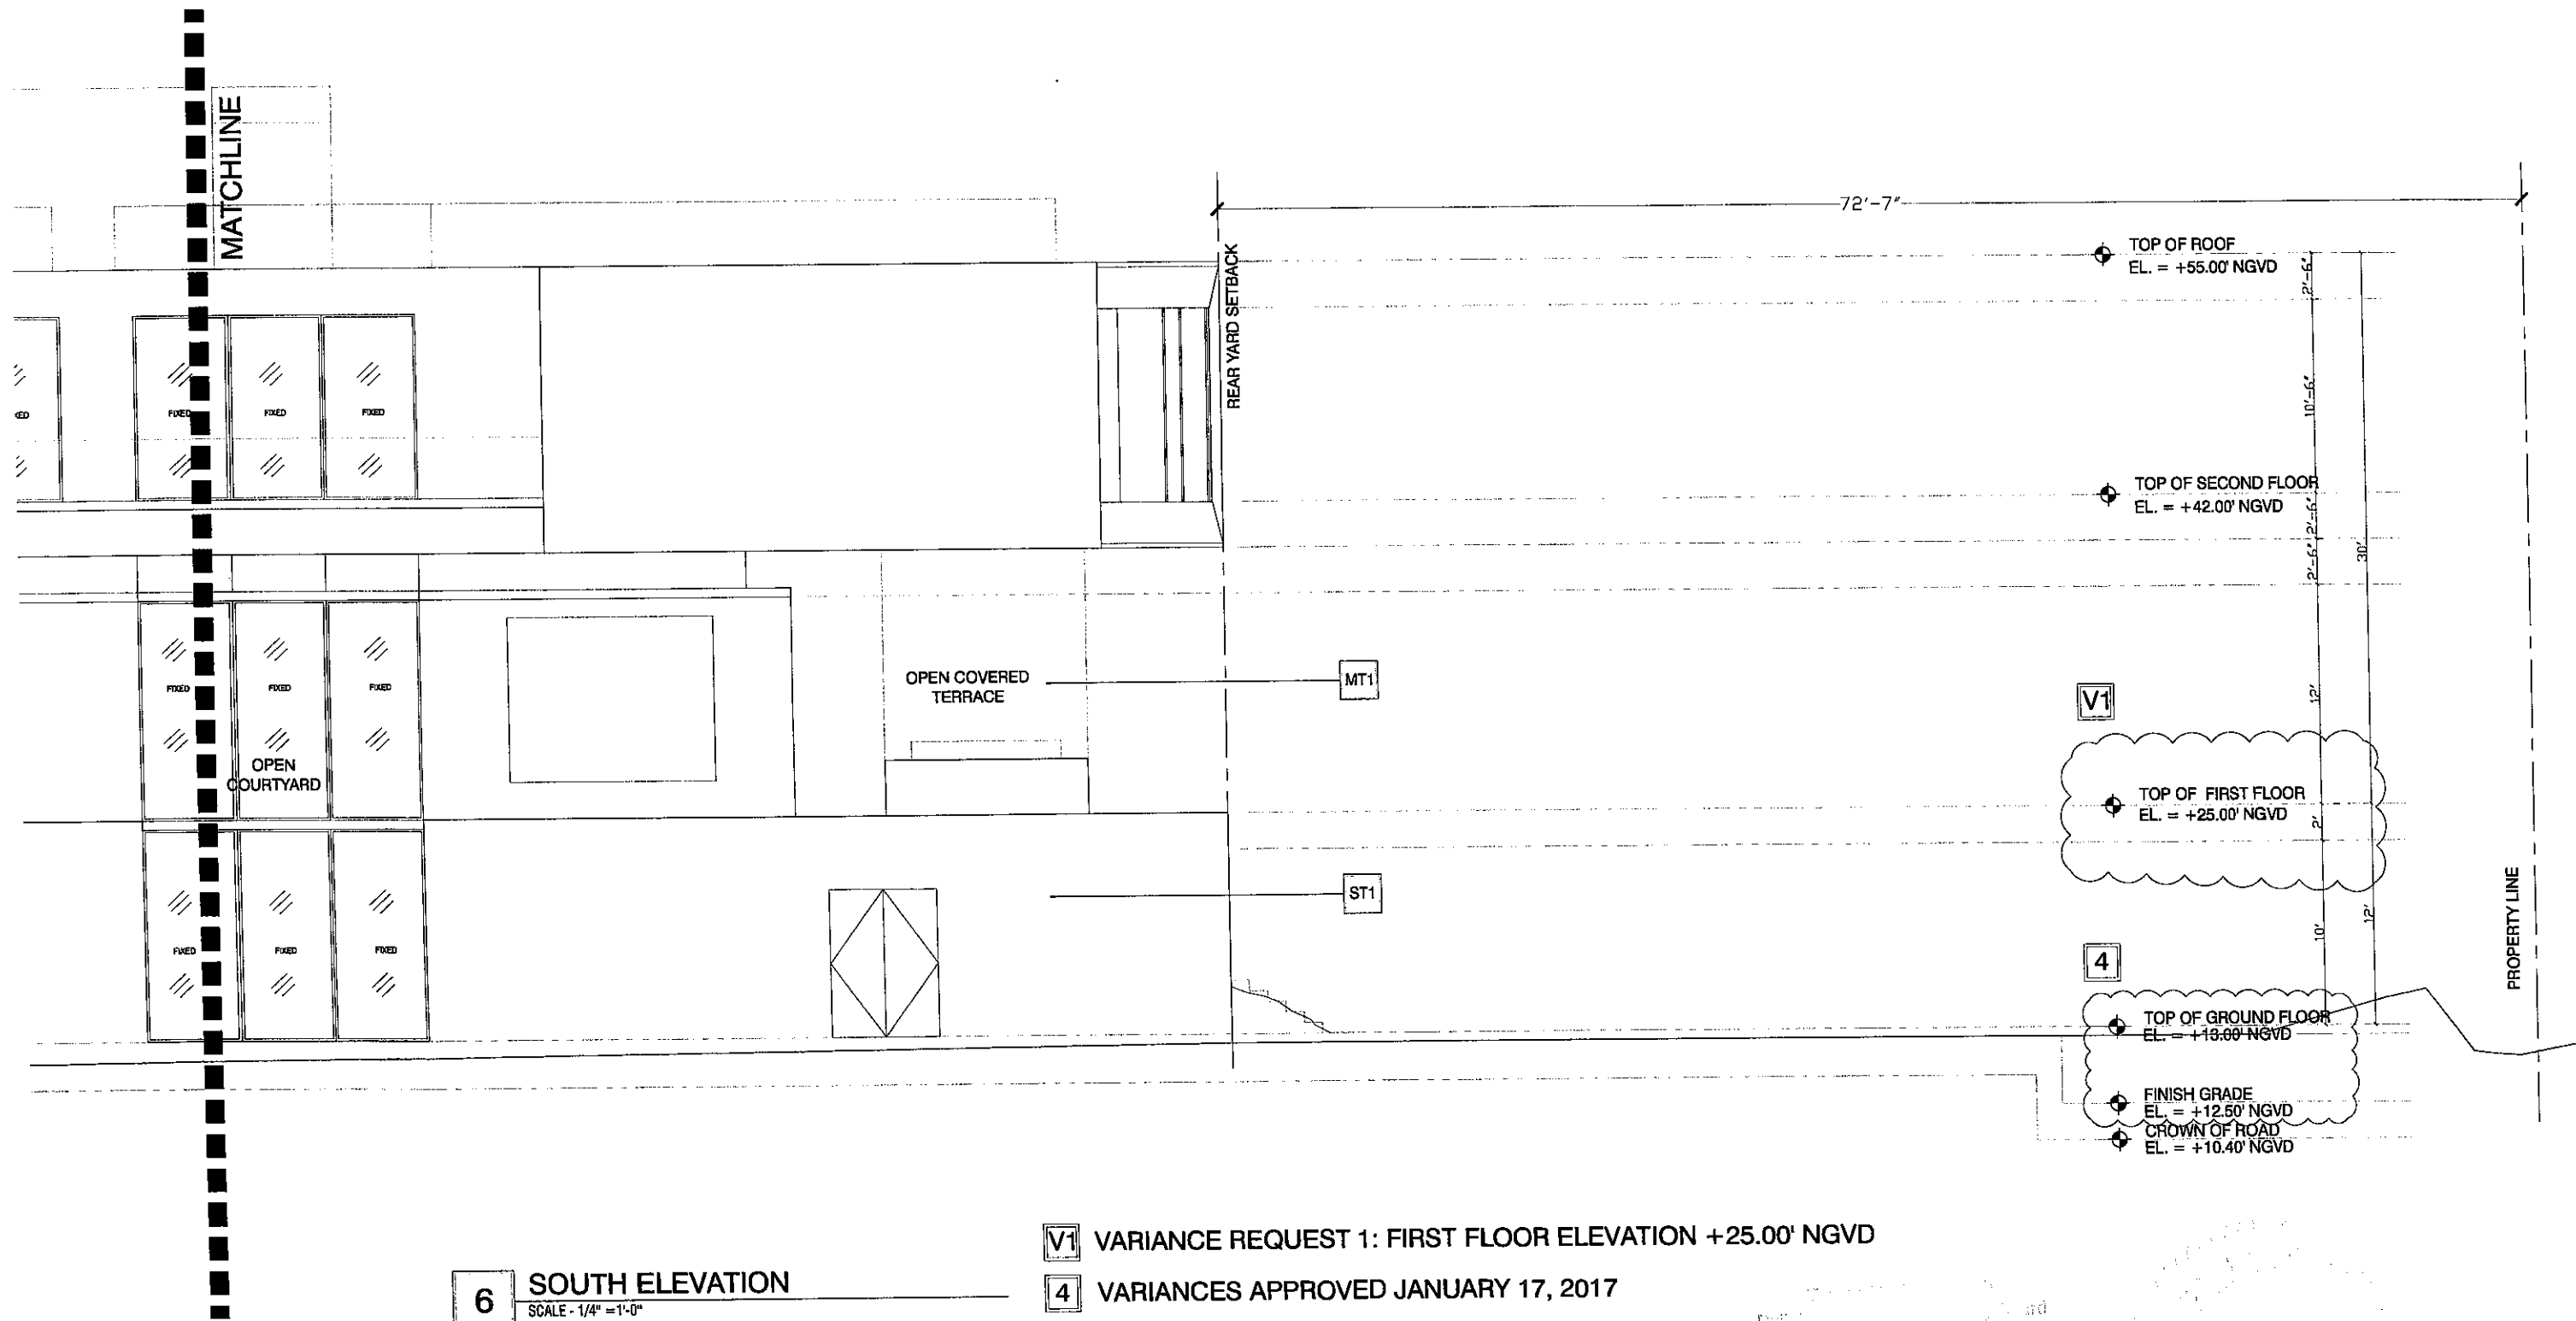 MATCHLINE
72'-7"
REAR YARD SETBACK
TOP OF ROOF
EL. = +55.00' NGVD
2'-6"
10'-6"
FIXED
FIXED
FIXED
TOP OF SECOND FLOOR
EL. = +42.00' NGVD
2'-6"
2'-6"
30'
FIXED
FIXED
FIXED
OPEN COVERED
TERRACE
MT1
12'
V1
OPEN
COURTYARD
TOP OF FIRST FLOOR
EL. = +25.00' NGVD
2'
ST1
FIXED
FIXED
FIXED
10'
12'
PROPERTY LINE
4
TOP OF GROUND FLOOR
EL. = +13.00' NGVD
FINISH GRADE
EL. = +12.50' NGVD
CROWN OF ROAD
EL. = +10.40' NGVD
V1 VARIANCE REQUEST 1: FIRST FLOOR ELEVATION +25.00' NGVD
4 VARIANCES APPROVED JANUARY 17, 2017
6 SOUTH ELEVATION
SCALE - 1/4" =1'-0"